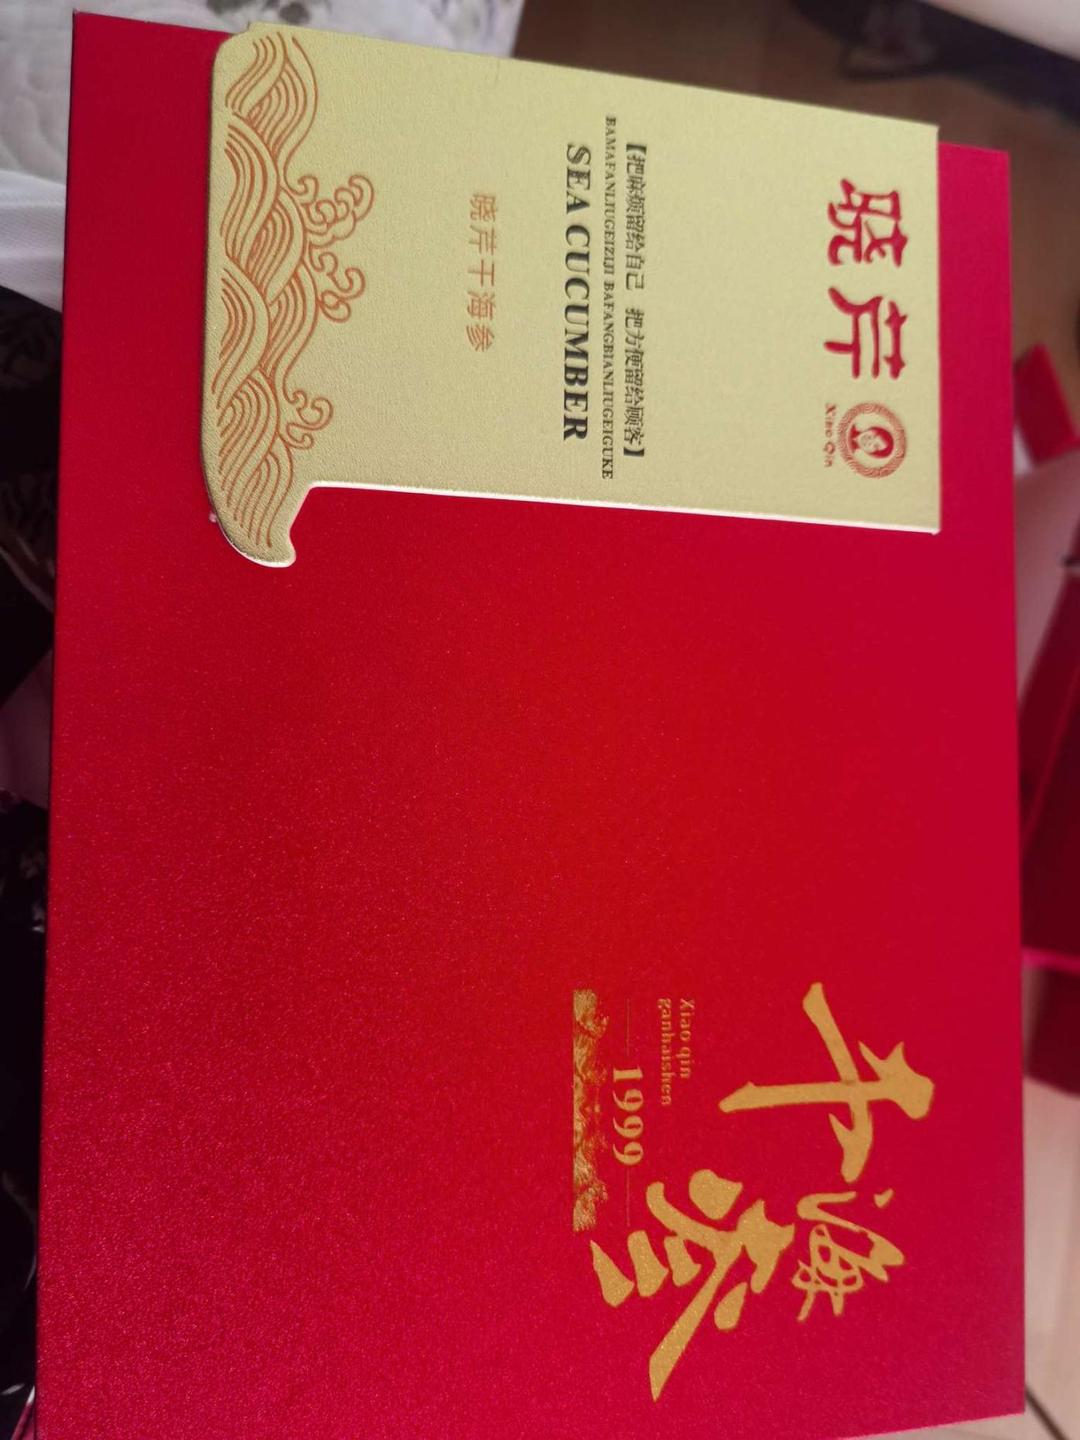 晓芹
Xiao Qin
【把麻烦留给自己 把方便留给顾客】
BAMAFANLIUGEIZIJI BAFANGBIANLIUGEIGUKE
SEA CUCUMBER
晓芹干海参
干海参
Xiao qin
ganhaishen
1999